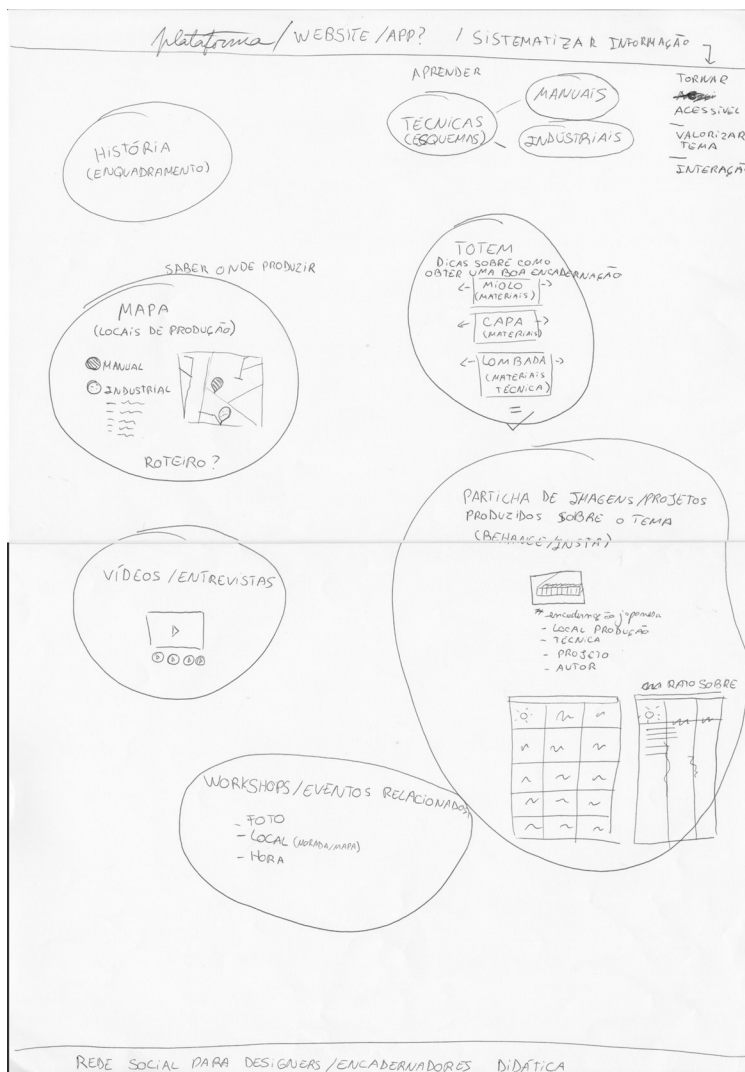 plataforma / WEBSITE / APP? / SISTEMATIZAR INFORMAÇÃO
TORNAR
ACESSÍVEL
VALORIZAR
TEMA
INTERAÇÃO
APRENDER
TÉCNICAS
(ESQUEMAS)
MANUAIS
INDÚSTRIAIS
HISTÓRIA
(ENQUADRAMENTO)
SABER ONDE PRODUZIR
MAPA
(LOCAIS DE PRODUÇÃO)
MANUAL
INDUSTRIAL
ROTEIRO?
TOTEM
DICAS SOBRE COMO
OBTER UMA BOA ENCADERNAÇÃO
<- MIOLO ->
(MATERIAIS)
<- CAPA ->
(MATERIAIS)
<- LOMBADA ->
(MATERIAIS
TÉCNICA)
=
PARTILHA DE IMAGENS/PROJETOS
PRODUZIDOS SOBRE O TEMA
(BEHANCE/INSTA)
* encadernação japonesa
- LOCAL PRODUÇÃO
- TÉCNICA
- PROJETO
- AUTOR
RATO SOBRE
VÍDEOS / ENTREVISTAS
WORKSHOPS/EVENTOS RELACIONADOS
- FOTO
- LOCAL (MORADA/MAPA)
- HORA
REDE SOCIAL PARA DESIGNERS / ENCADERNADORES DIDÁTICA